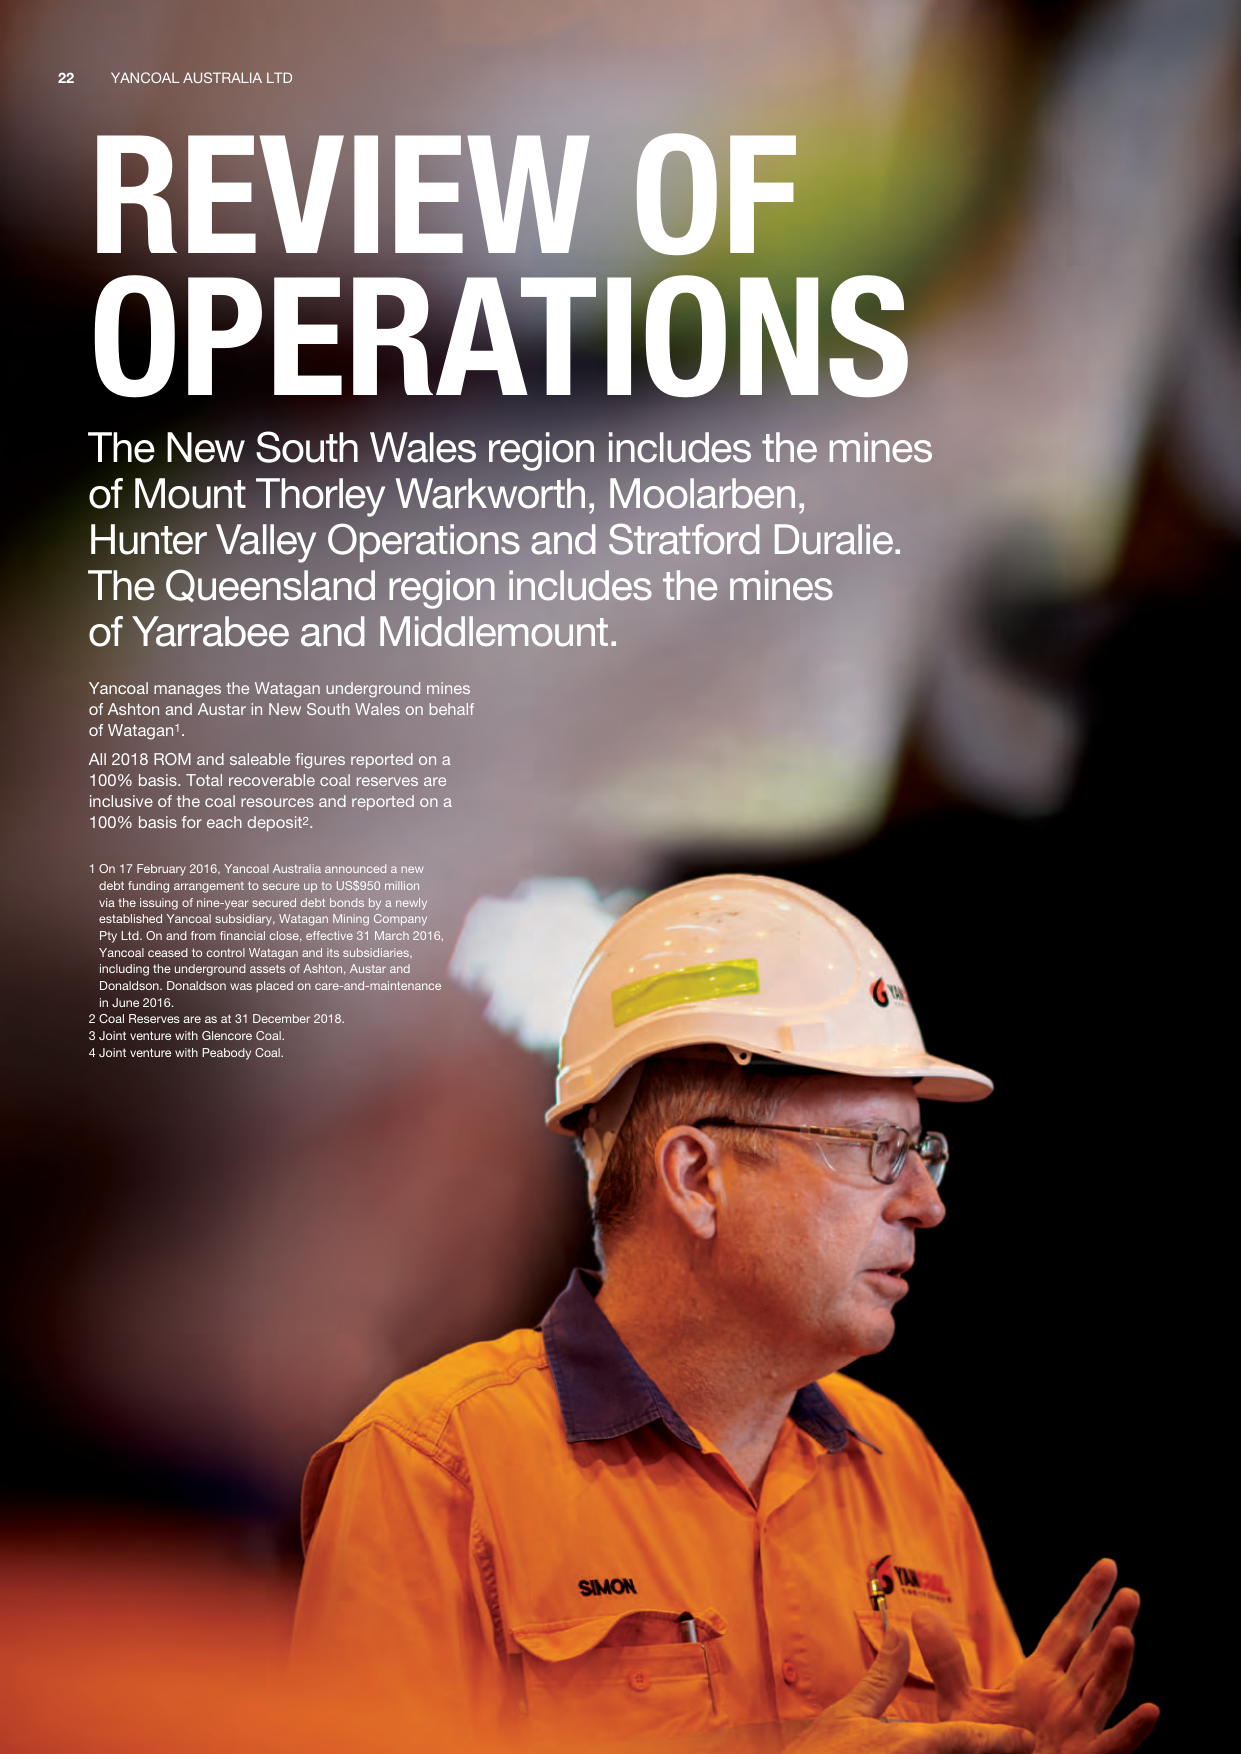 22 YANCOAL AUSTRALIA LTD
REVIEW OF
OPERATIONS
The New South Wales region includes the mines
of Mount Thorley Warkworth, Moolarben,
Hunter Valley Operations and Stratford Duralie.
The Queensland region includes the mines
of Yarrabee and Middlemount.
Yancoal manages the Watagan underground mines
of Ashton and Austar in New South Wales on behalf
of Watagan1.
All 2018 ROM and saleable figures reported on a
100% basis. Total recoverable coal reserves are
inclusive of the coal resources and reported on a
100% basis for each deposit2.
1 On 17 February 2016, Yancoal Australia announced a new
debt funding arrangement to secure up to US$950 million
via the issuing of nine-year secured debt bonds by a newly
established Yancoal subsidiary, Watagan Mining Company
Pty Ltd. On and from financial close, effective 31 March 2016,
Yancoal ceased to control Watagan and its subsidiaries,
including the underground assets of Ashton, Austar and
Donaldson. Donaldson was placed on care-and-maintenance
in June 2016.
2 Coal Reserves are as at 31 December 2018.
3 Joint venture with Glencore Coal.
4 Joint venture with Peabody Coal.
YAN
SIMON
YANCOAL